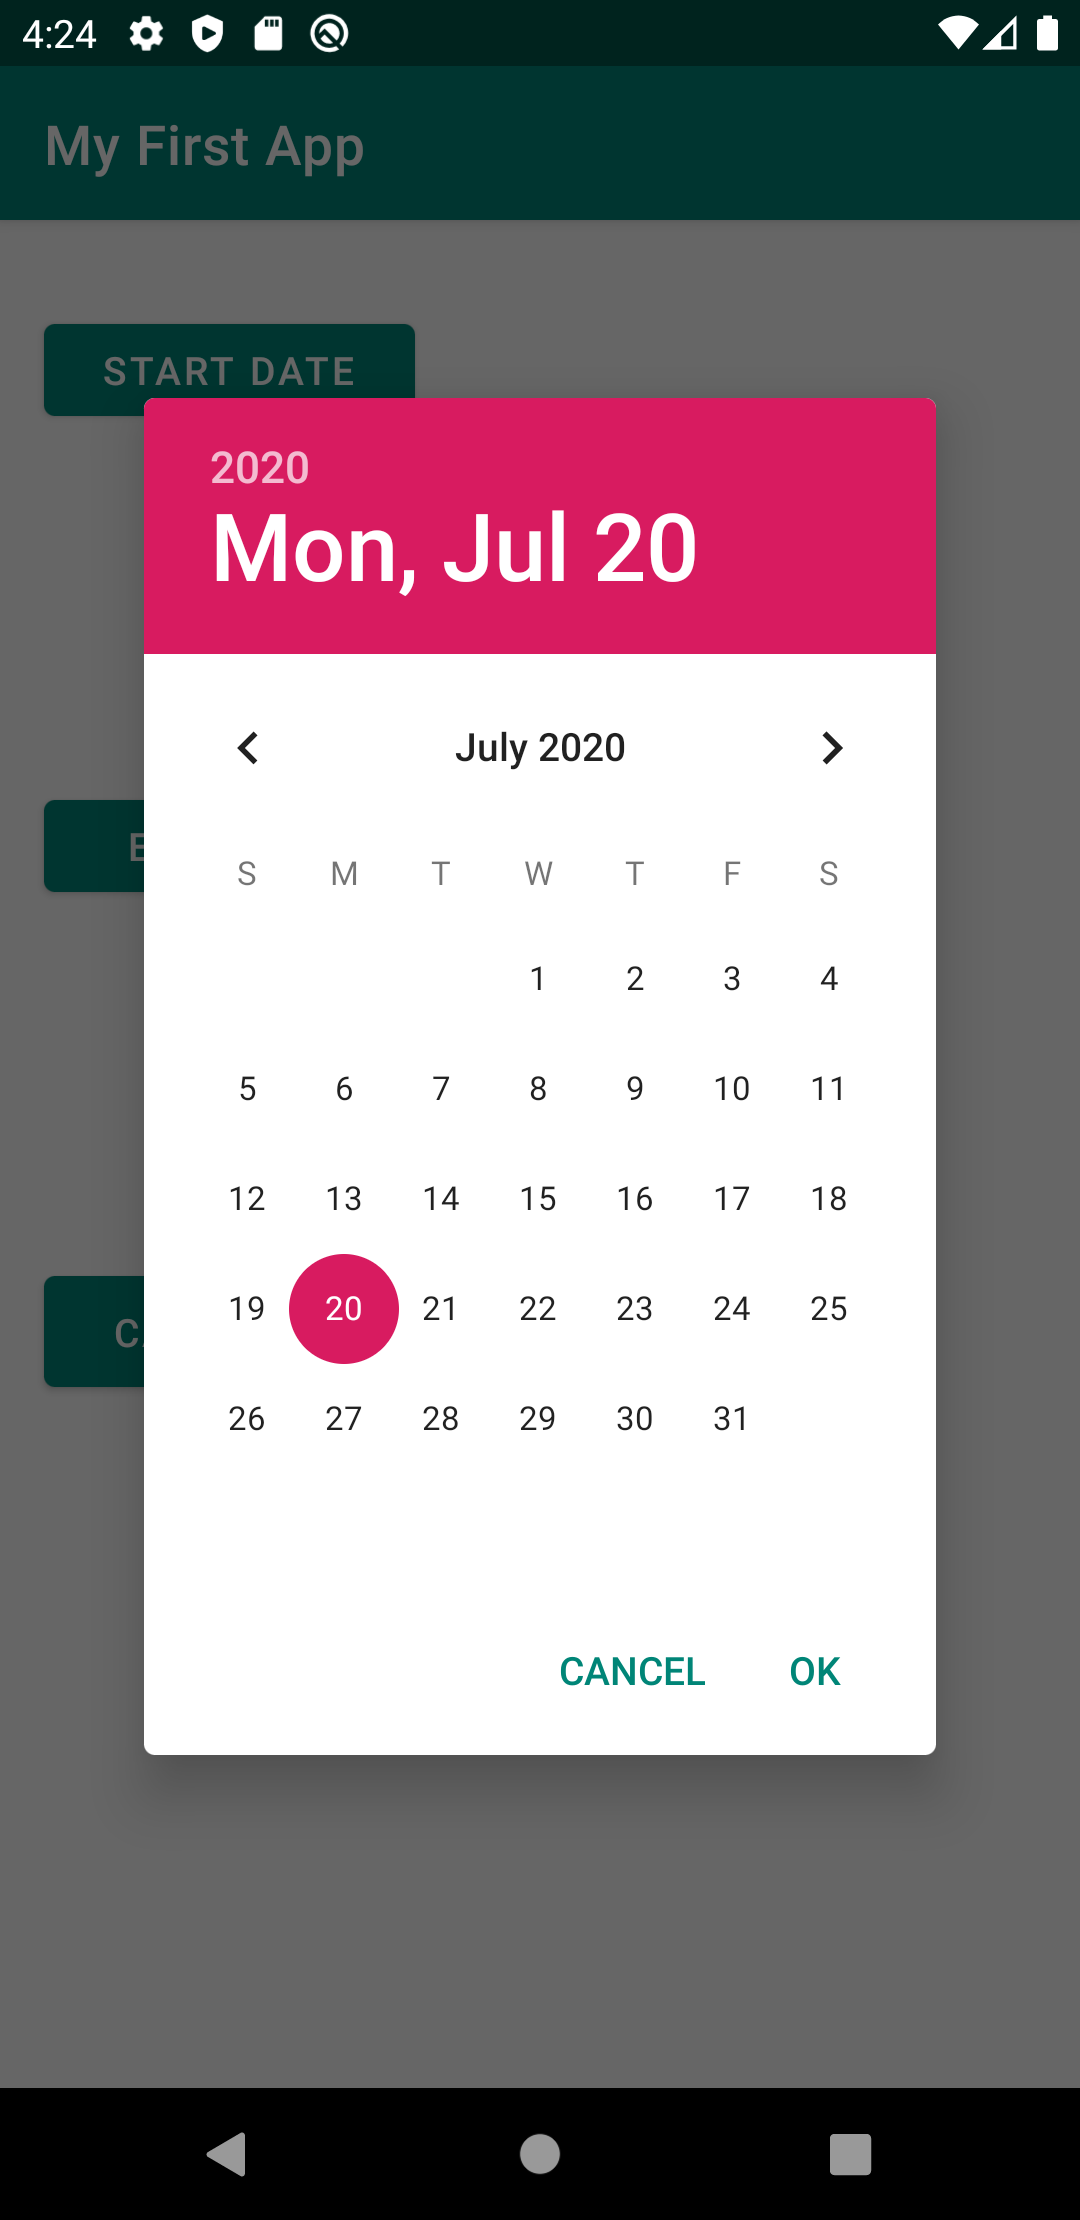 4:24
My First App
START DATE
2020
Mon, Jul 20
July 2020
S M T W T F S
1 2 3 4
5 6 7 8 9 10 11
12 13 14 15 16 17 18
19 20 21 22 23 24 25
26 27 28 29 30 31
CANCEL OK